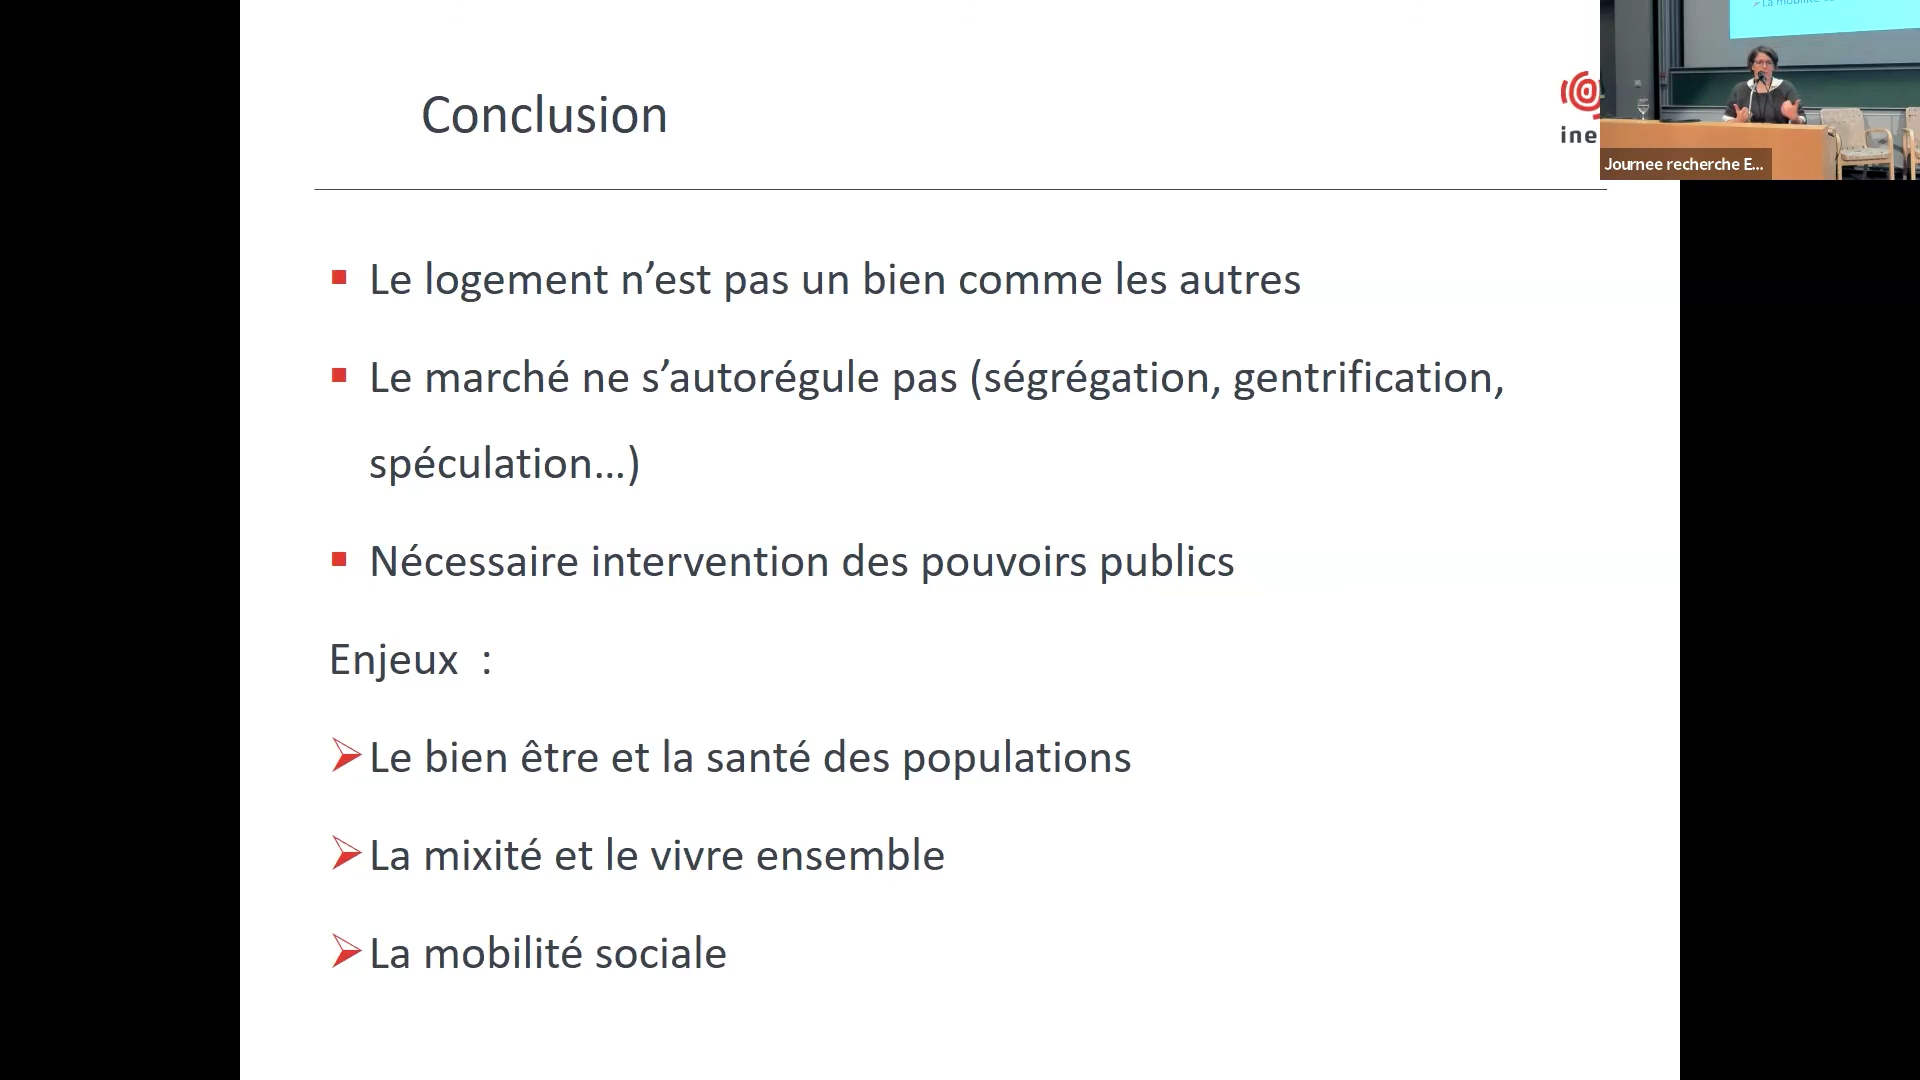 Conclusion
ine
Journee recherche E...
Le logement n’est pas un bien comme les autres
Le marché ne s’autorégule pas (ségrégation, gentrification,
spéculation...)
Nécessaire intervention des pouvoirs publics
Enjeux :
Le bien être et la santé des populations
La mixité et le vivre ensemble
La mobilité sociale